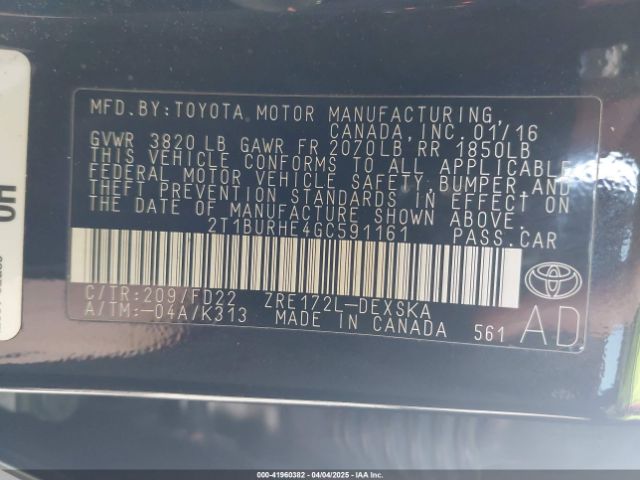 MFD. BY: TOYOTA MOTOR MANUFACTURING,
CANADA, INC. 01/16
GVWR 3820 LB GAWR FR 2070LB RR 1850LB
THIS VEHICLE CONFORMS TO ALL APPLICABLE
FEDERAL MOTOR VEHICLE SAFETY, BUMPER, AND
THEFT PREVENTION STANDARDS IN EFFECT ON
THE DATE OF MANUFACTURE SHOWN ABOVE.
2T1BURHE4GC591161 PASS. CAR
C/TR: 209/FD22 ZRE172L-DEXSKA
A/TM: -04A/K313 MADE IN CANADA 561
TOYOTA
AD
000-41960382 - 04/04/2025 - IAAI.COM